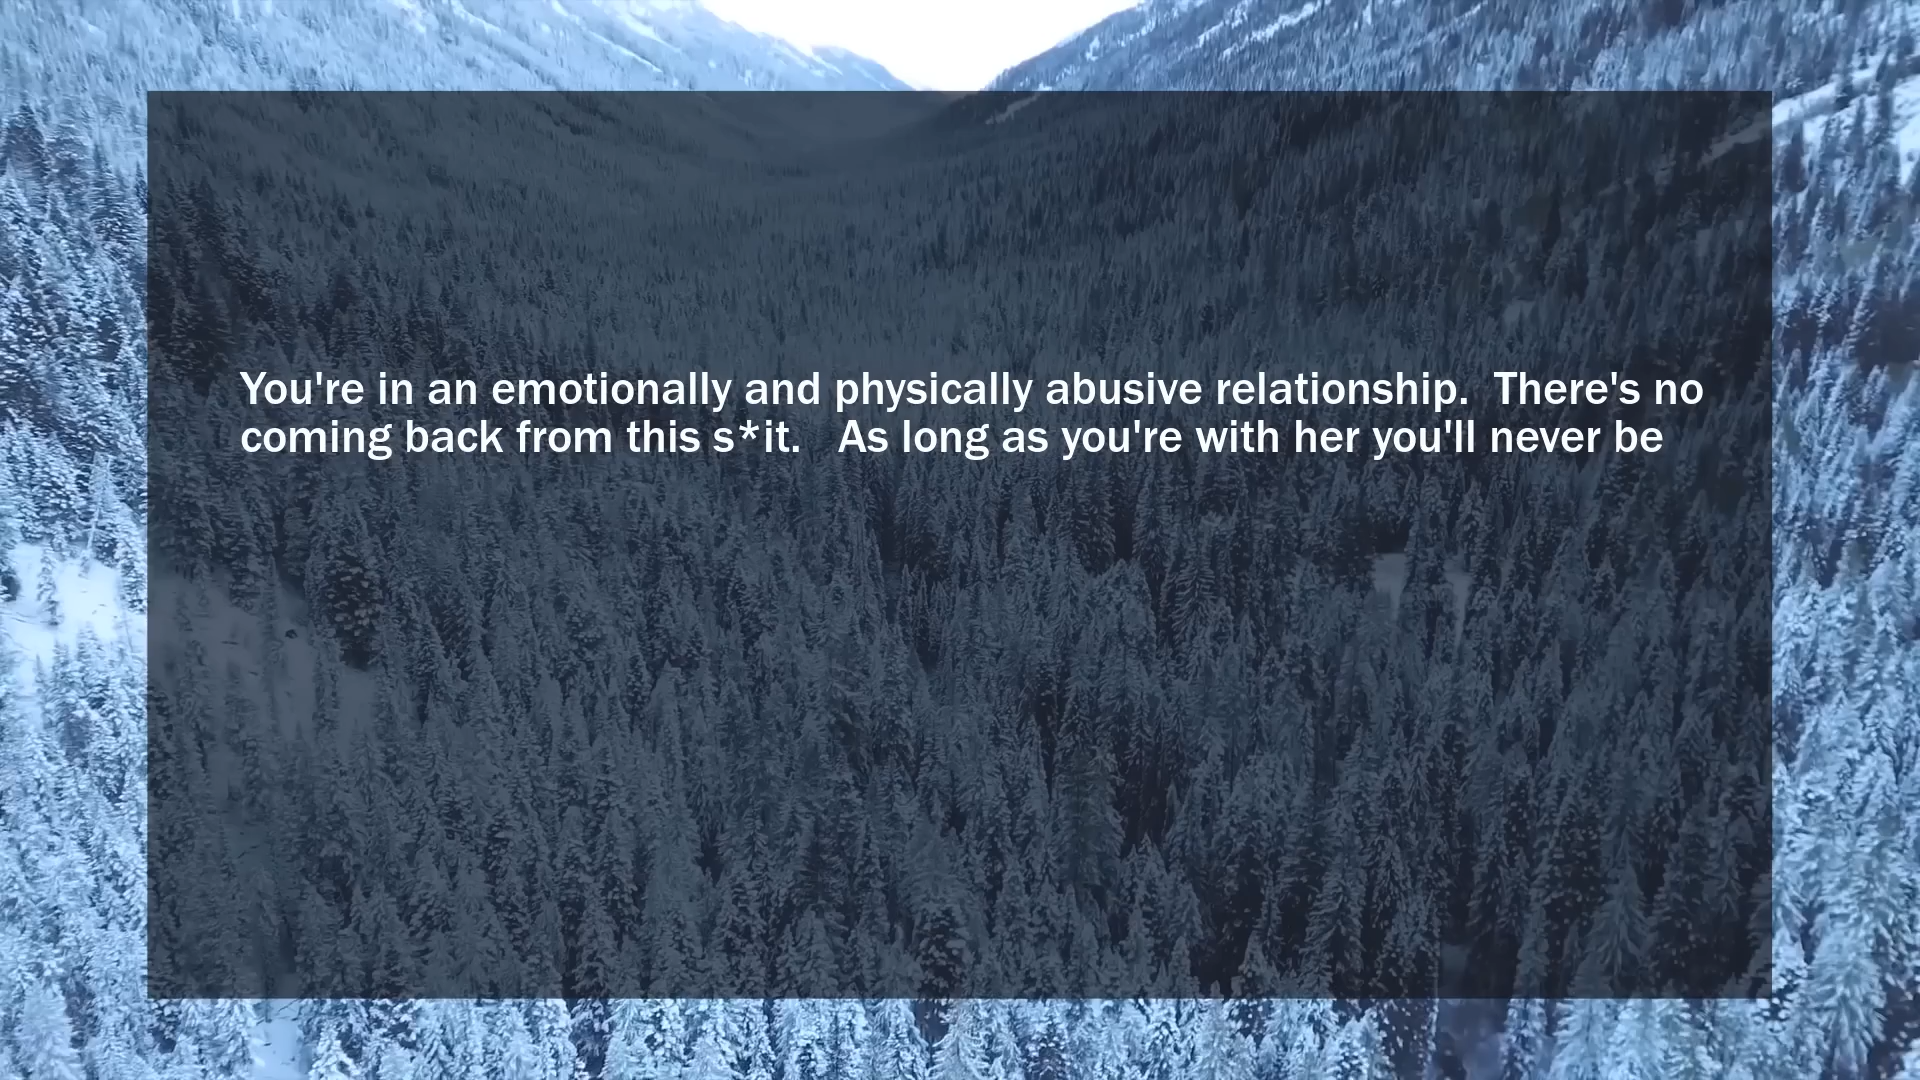 You're in an emotionally and physically abusive relationship.  There's no
coming back from this s*it.   As long as you're with her you'll never be